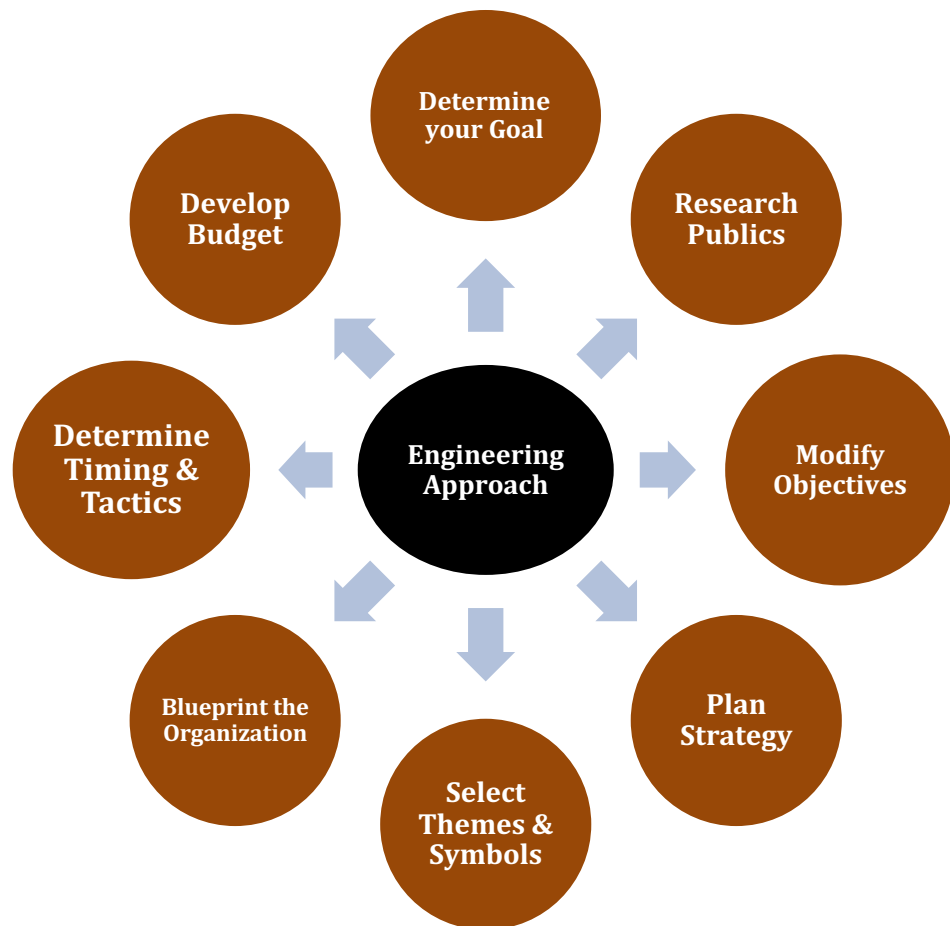 Determine
your Goal
Research
Publics
Modify
Objectives
Plan
Strategy
Select
Themes &
Symbols
Blueprint the
Organization
Determine
Timing &
Tactics
Develop
Budget
Engineering
Approach